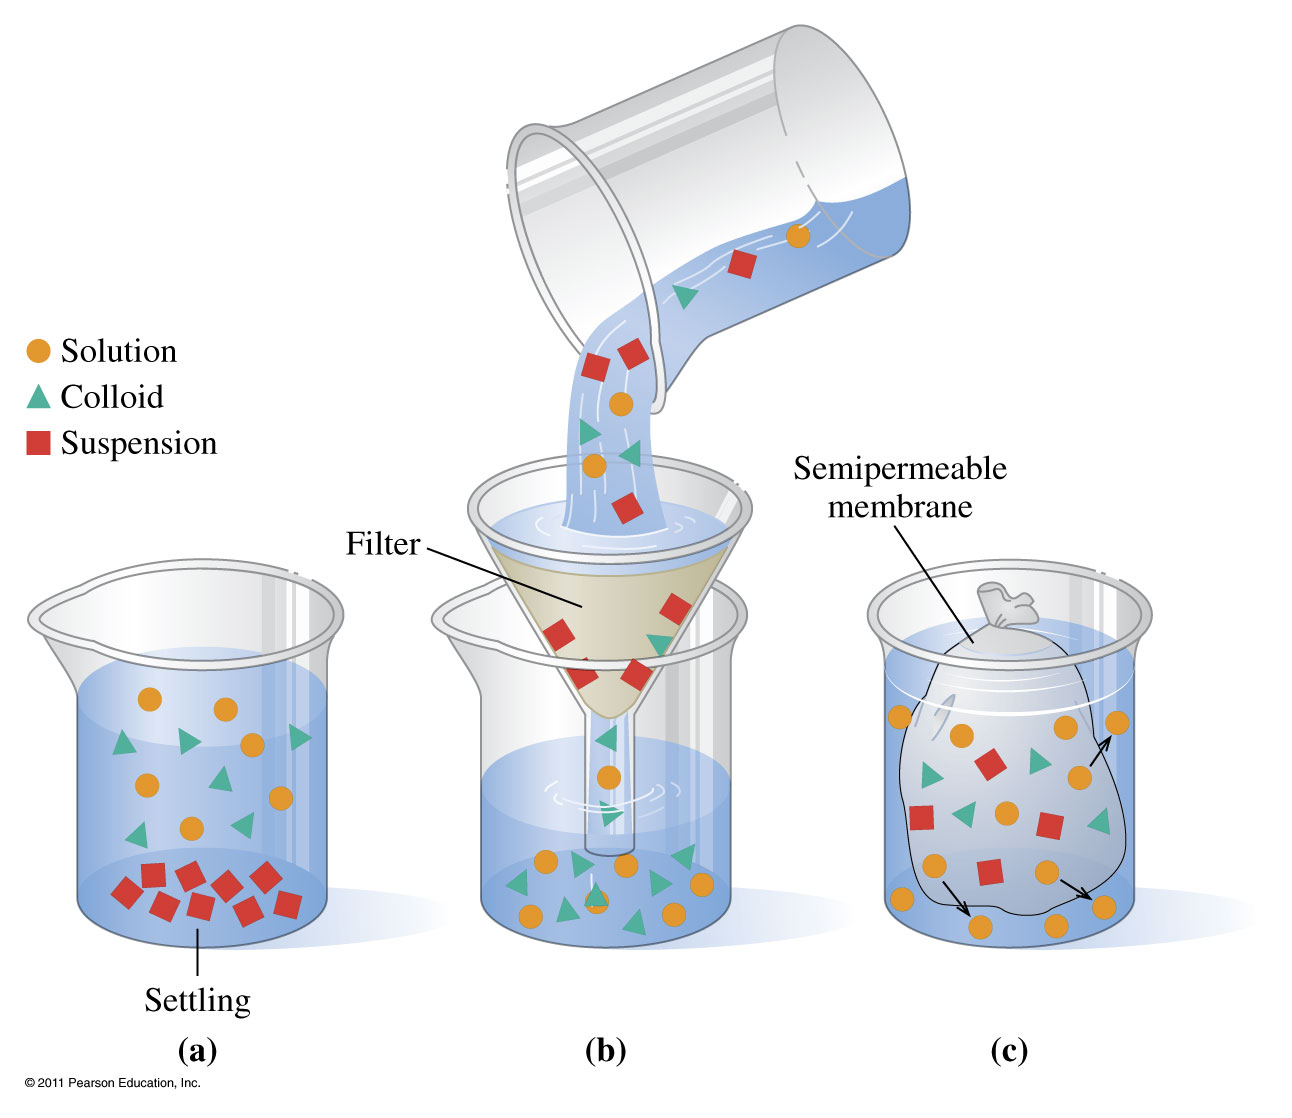 Solution
Colloid
Suspension
Filter
Semipermeable
membrane
Settling
(a)
(b)
(c)
© 2011 Pearson Education, Inc.